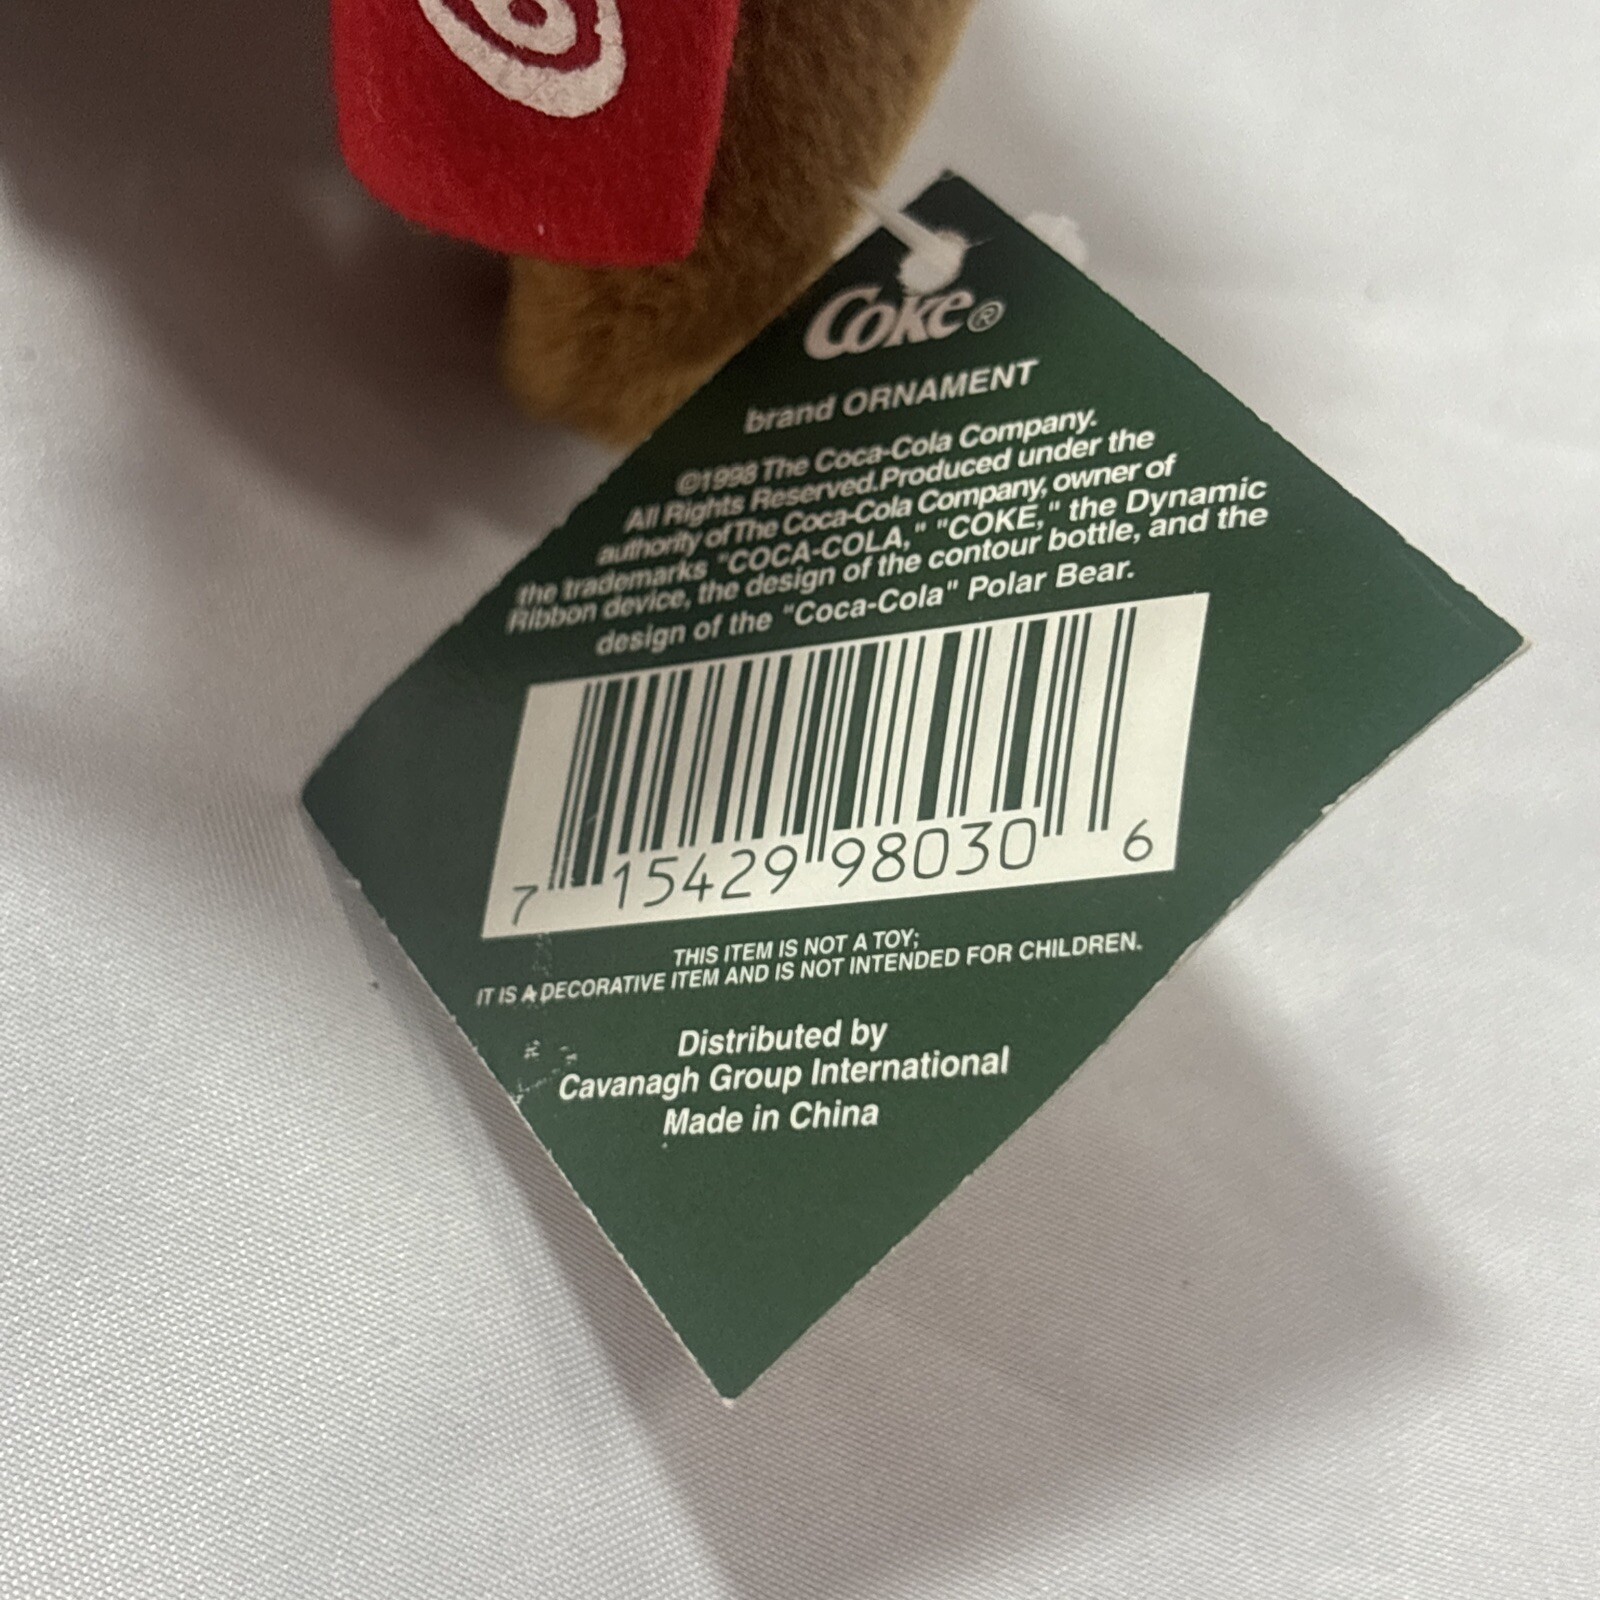 Coke®
brand ORNAMENT
©1998 The Coca-Cola Company.
All Rights Reserved.Produced under the
authority of The Coca-Cola Company, owner of
the trademarks "COCA-COLA," "COKE," the Dynamic
Ribbon device, the design of the contour bottle, and the
design of the "Coca-Cola" Polar Bear.
7 15429 98030 6
THIS ITEM IS NOT A TOY;
IT IS A DECORATIVE ITEM AND IS NOT INTENDED FOR CHILDREN.
Distributed by
Cavanagh Group International
Made in China